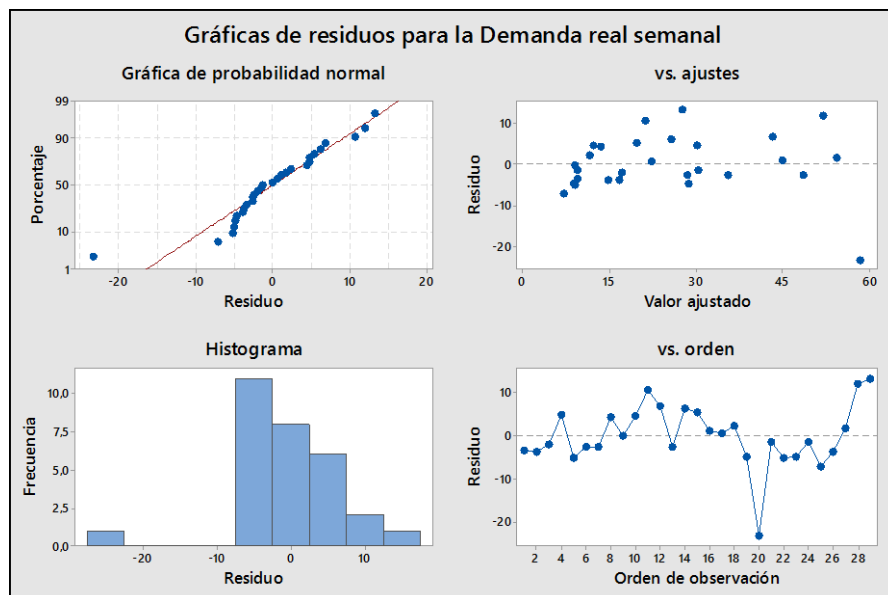 Gráficas de residuos para la Demanda real semanal
Gráfica de probabilidad normal
99
90
50
10
1
Porcentaje
-20 -10 0 10 20
Residuo
vs. ajustes
10
0
-10
-20
Residuo
0 15 30 45 60
Valor ajustado
Histograma
10,0
7,5
5,0
2,5
0,0
Frecuencia
-20 -10 0 10
Residuo
vs. orden
10
0
-10
-20
Residuo
2 4 6 8 10 12 14 16 18 20 22 24 26 28
Orden de observación